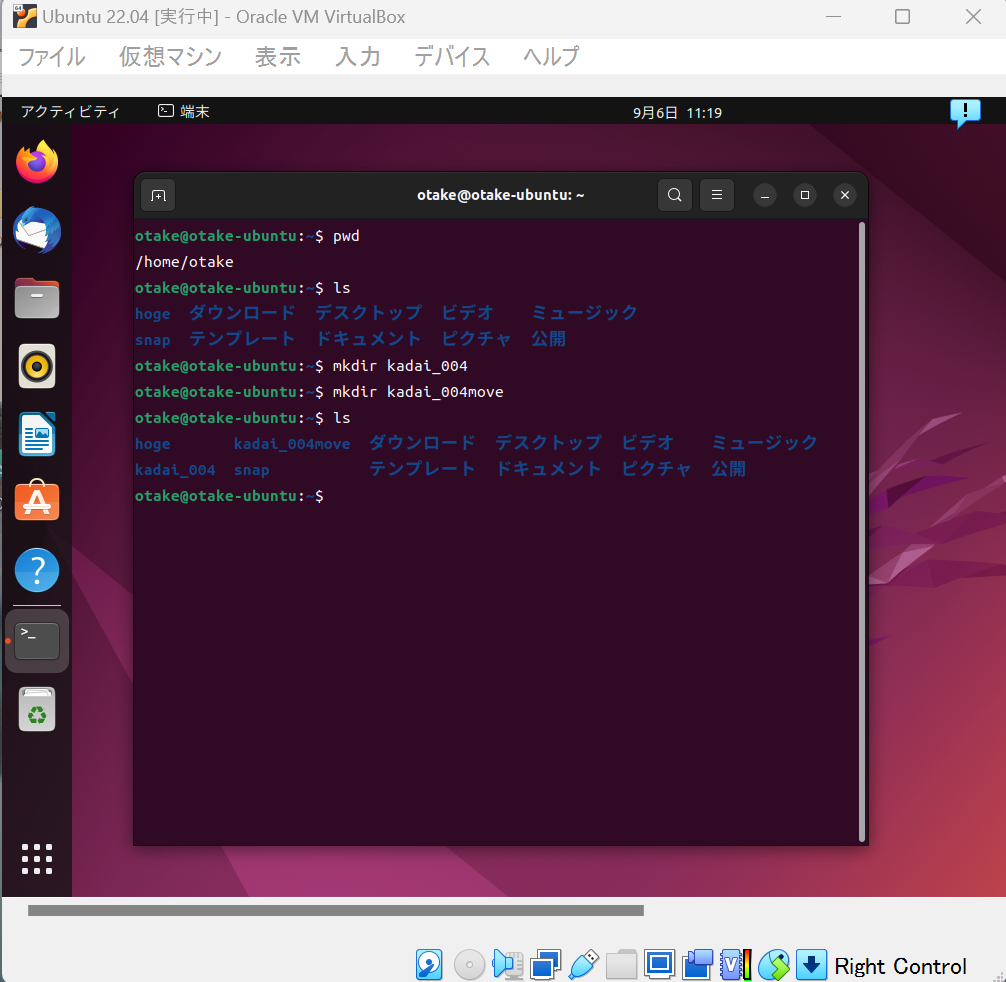 Ubuntu 22.04 [実行中] - Oracle VM VirtualBox
ファイル 仮想マシン 表示 入力 デバイス ヘルプ
アクティビティ 端末 9月6日 11:19
otake@otake-ubuntu: ~
otake@otake-ubuntu:~$ pwd
/home/otake
otake@otake-ubuntu:~$ ls
hoge ダウンロード デスクトップ ビデオ ミュージック
snap テンプレート ドキュメント ピクチャ 公開
otake@otake-ubuntu:~$ mkdir kadai_004
otake@otake-ubuntu:~$ mkdir kadai_004move
otake@otake-ubuntu:~$ ls
hoge kadai_004move ダウンロード デスクトップ ビデオ ミュージック
kadai_004 snap テンプレート ドキュメント ピクチャ 公開
otake@otake-ubuntu:~$
Right Control